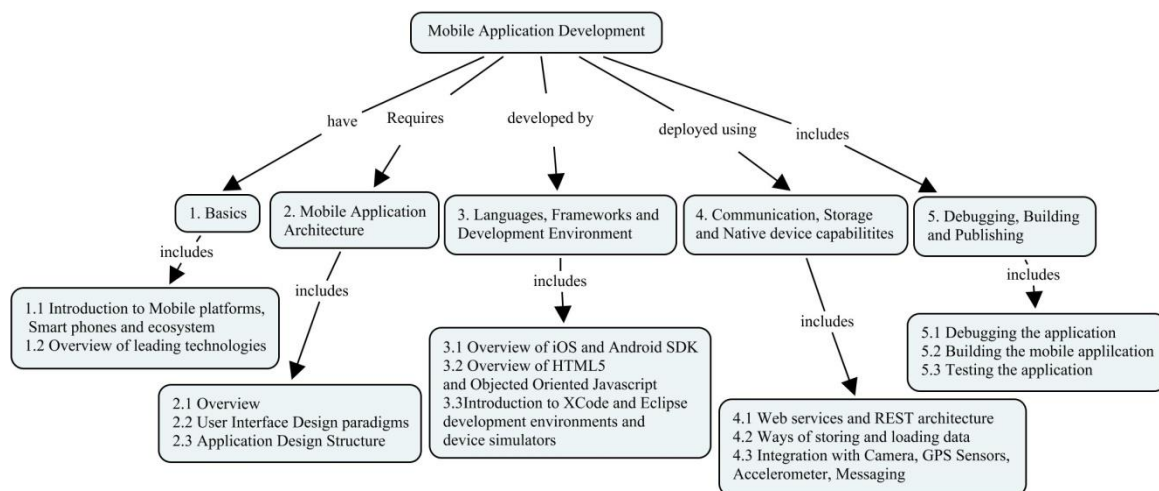 Mobile Application Development
have
Requires
developed by
deployed using
includes
1. Basics
2. Mobile Application
Architecture
3. Languages, Frameworks and
Development Environment
4. Communication, Storage
and Native device capabilitites
5. Debugging, Building
and Publishing
includes
includes
includes
includes
includes
1.1 Introduction to Mobile platforms,
Smart phones and ecosystem
1.2 Overview of leading technologies
2.1 Overview
2.2 User Interface Design paradigms
2.3 Application Design Structure
3.1 Overview of iOS and Android SDK
3.2 Overview of HTML5
and Objected Oriented Javascript
3.3Introduction to XCode and Eclipse
development environments and
device simulators
4.1 Web services and REST architecture
4.2 Ways of storing and loading data
4.3 Integration with Camera, GPS Sensors,
Accelerometer, Messaging
5.1 Debugging the application
5.2 Building the mobile applilcation
5.3 Testing the application